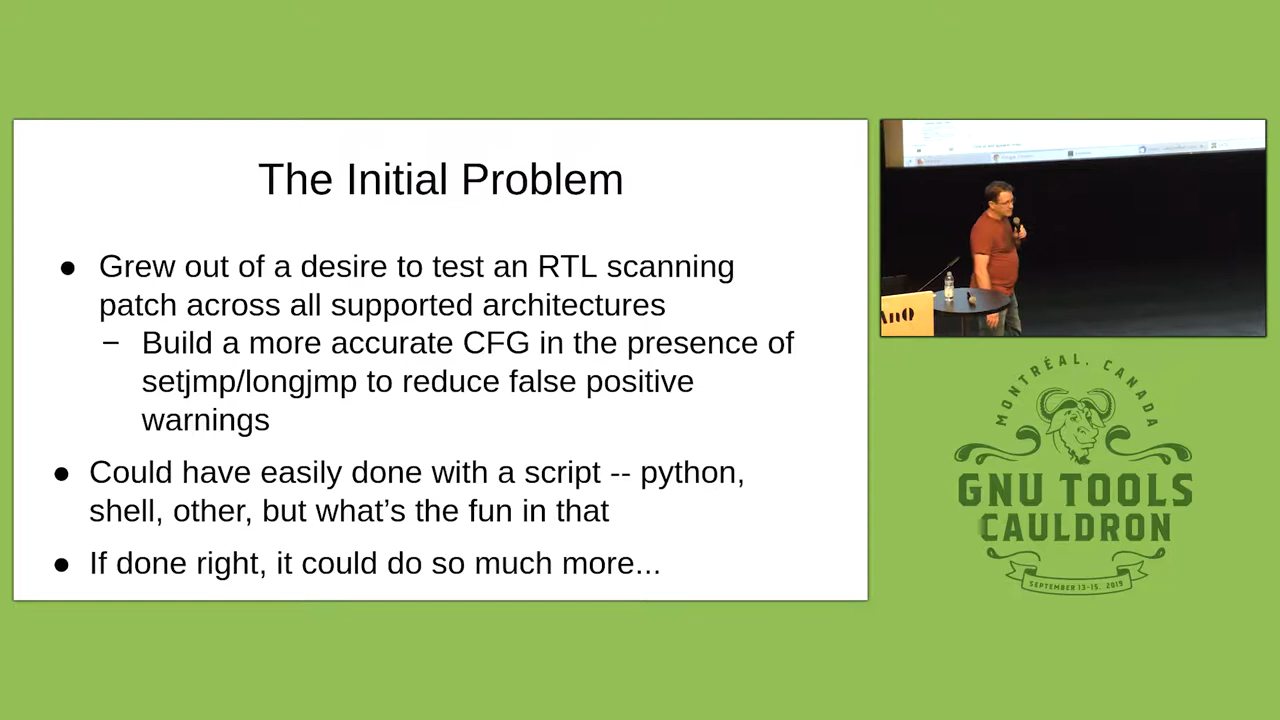 The Initial Problem
● Grew out of a desire to test an RTL scanning
patch across all supported architectures
– Build a more accurate CFG in the presence of
setjmp/longjmp to reduce false positive
warnings
● Could have easily done with a script -- python,
shell, other, but what’s the fun in that
● If done right, it could do so much more...
MONTRÉAL, CANADA
GNU TOOLS
CAULDRON
SEPTEMBER 13-15, 2019